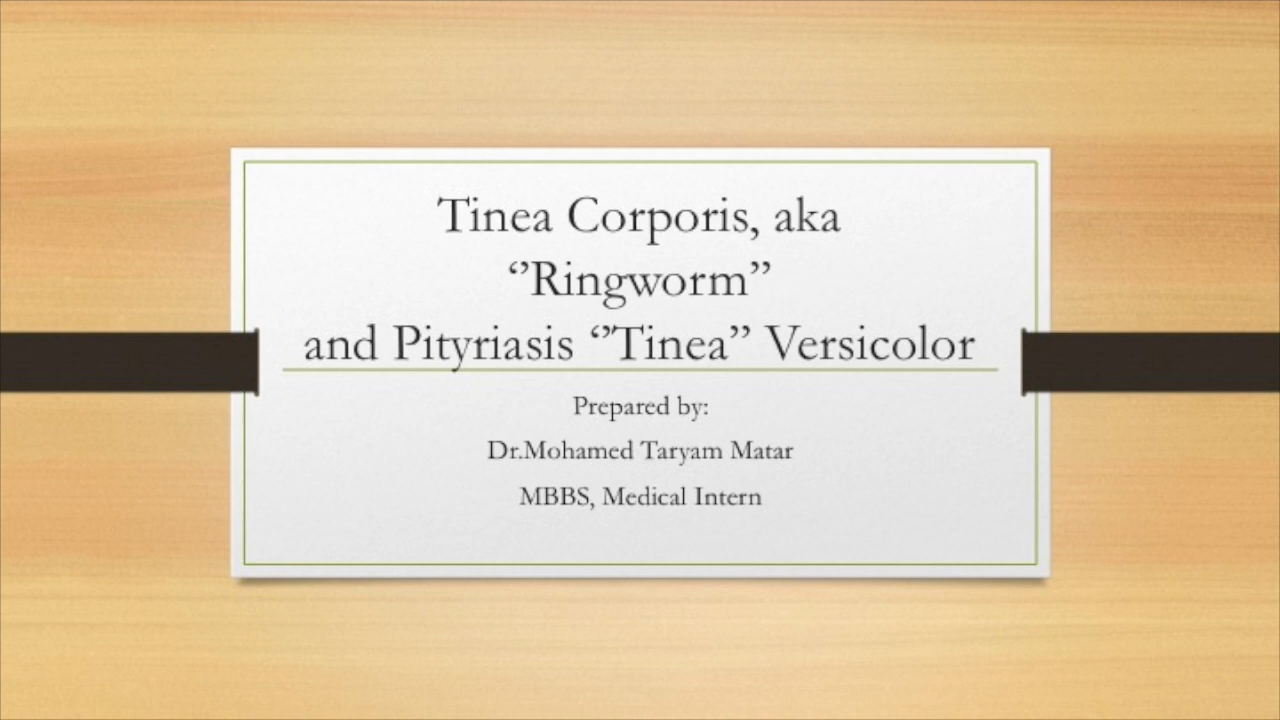 Tinea Corporis, aka
‘’Ringworm’’
and Pityriasis ‘’Tinea’’ Versicolor
Prepared by:
Dr.Mohamed Taryam Matar
MBBS, Medical Intern